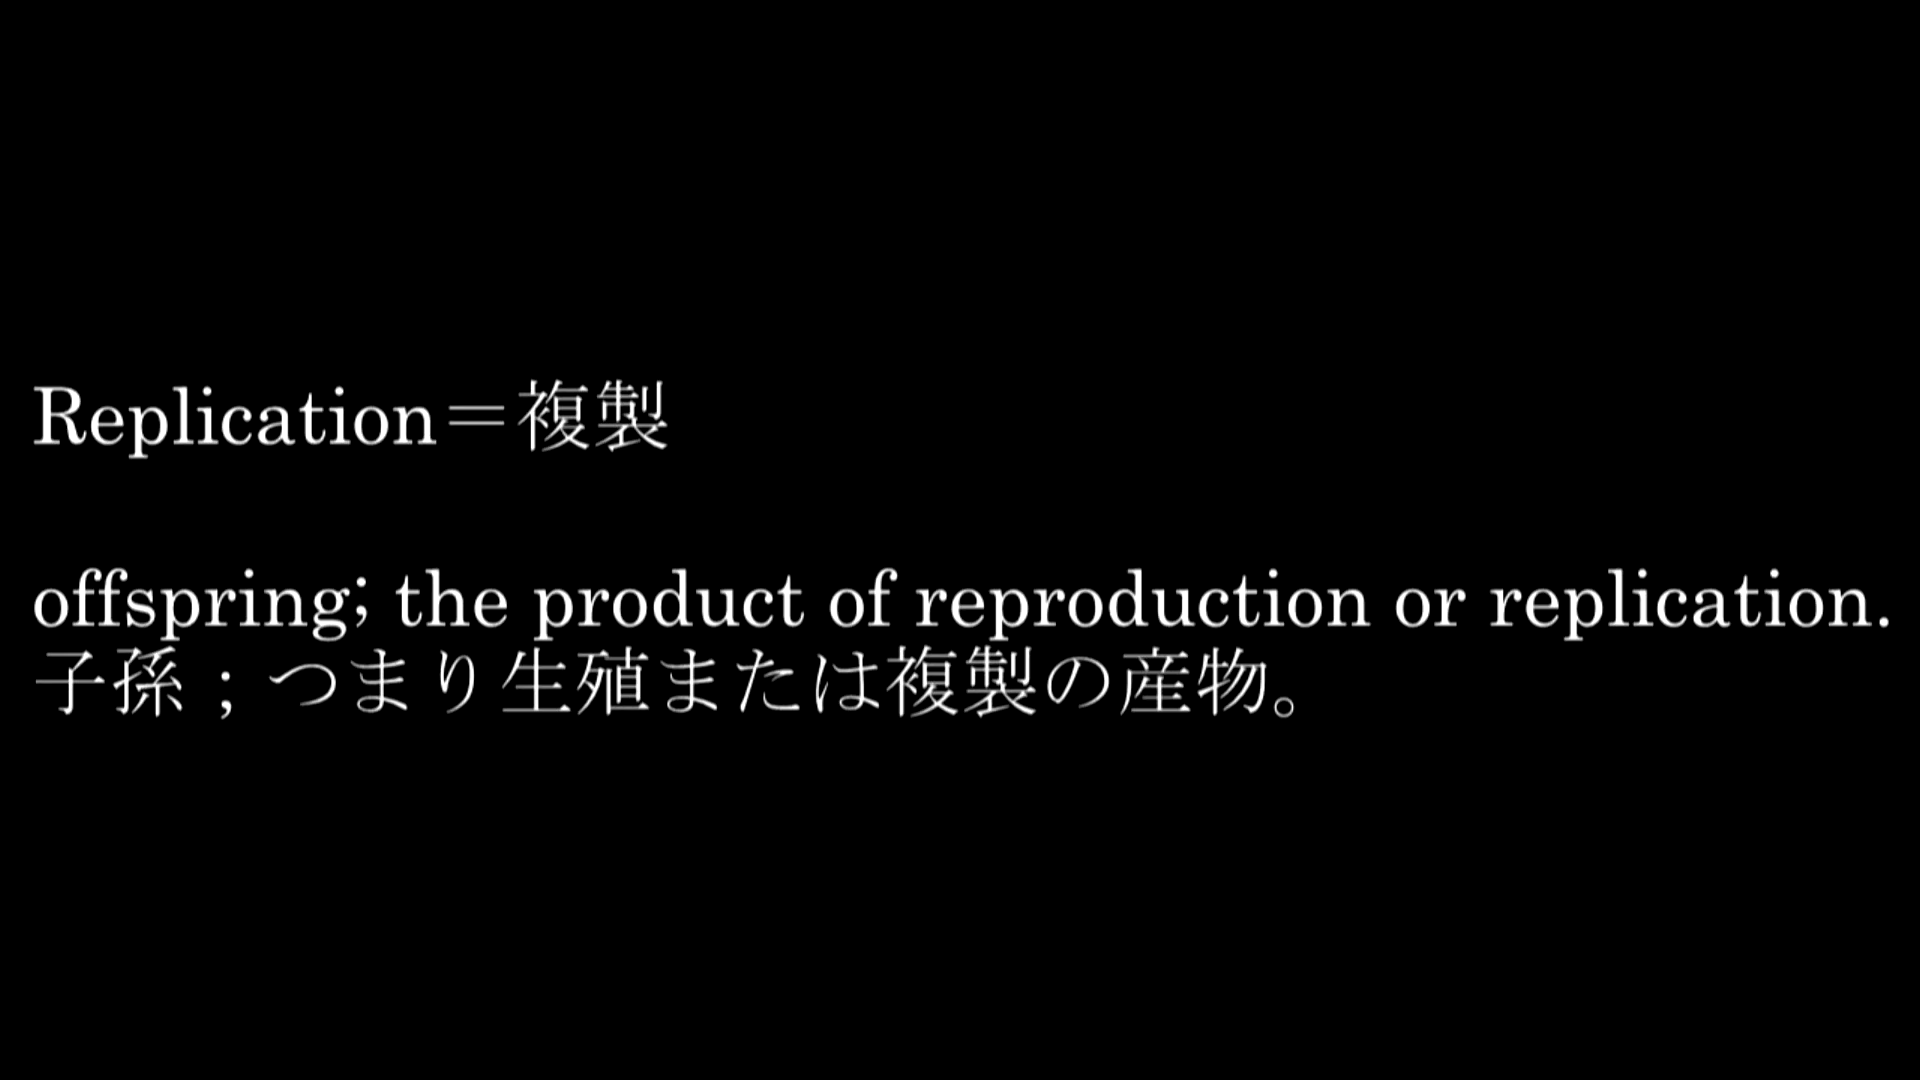 Replication＝複製
offspring; the product of reproduction or replication.
子孫；つまり生殖または複製の産物。